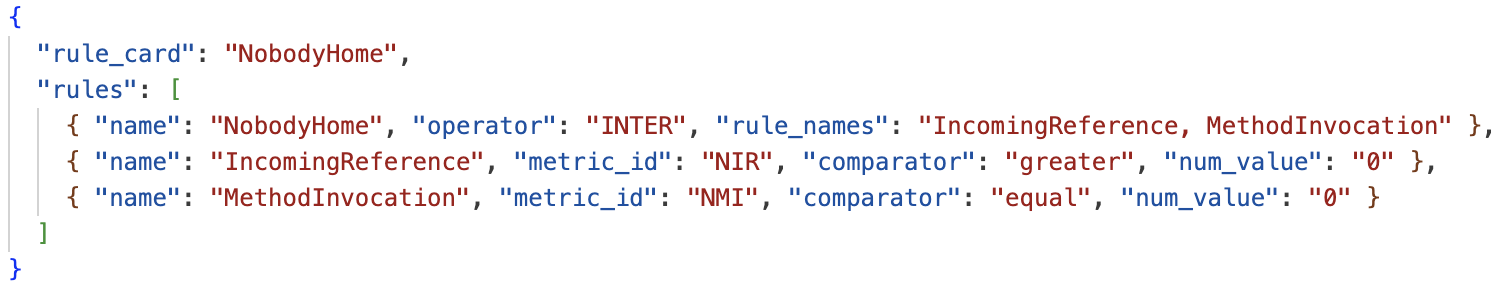 {
"rule_card": "NobodyHome",
"rules": [
{ "name": "NobodyHome", "operator": "INTER", "rule_names": "IncomingReference, MethodInvocation" },
{ "name": "IncomingReference", "metric_id": "NIR", "comparator": "greater", "num_value": "0" },
{ "name": "MethodInvocation", "metric_id": "NMI", "comparator": "equal", "num_value": "0" }
]
}